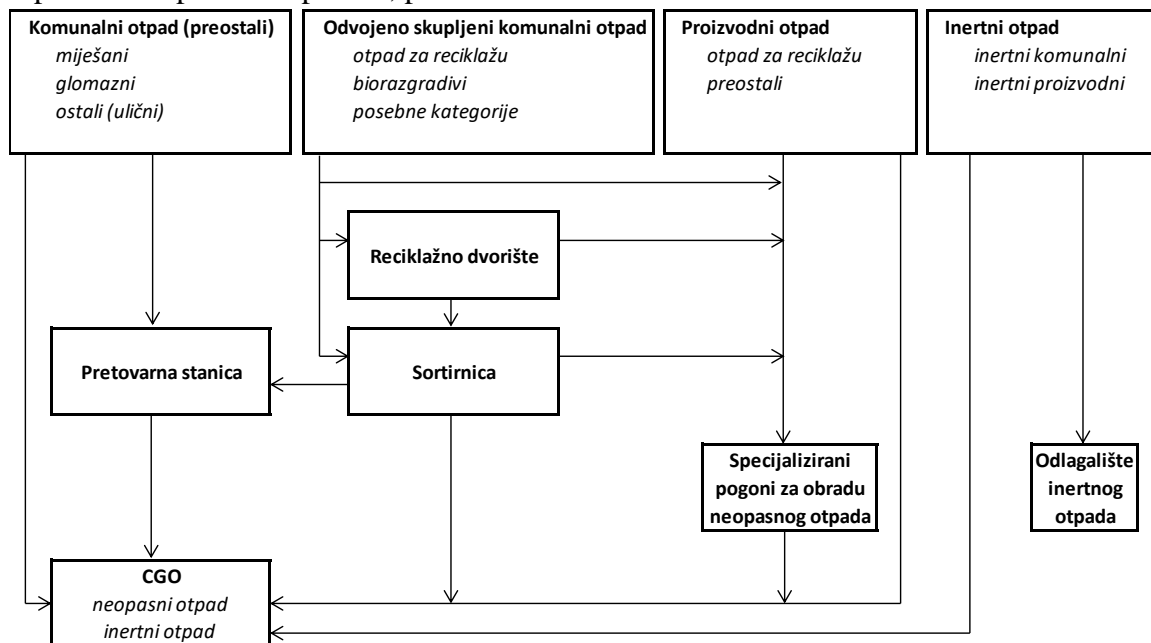 Komunalni otpad (preostali)
miješani
glomazni
ostali (ulični)
Odvojeno skupljeni komunalni otpad
otpad za reciklažu
biorazgradivi
posebne kategorije
Proizvodni otpad
otpad za reciklažu
preostali
Inertni otpad
inertni komunalni
inertni proizvodni
Reciklažno dvorište
Pretovarna stanica
Sortirnica
Specijalizirani
pogoni za obradu
neopasnog otpada
Odlagalište
inertnog
otpada
CGO
neopasni otpad
inertni otpad